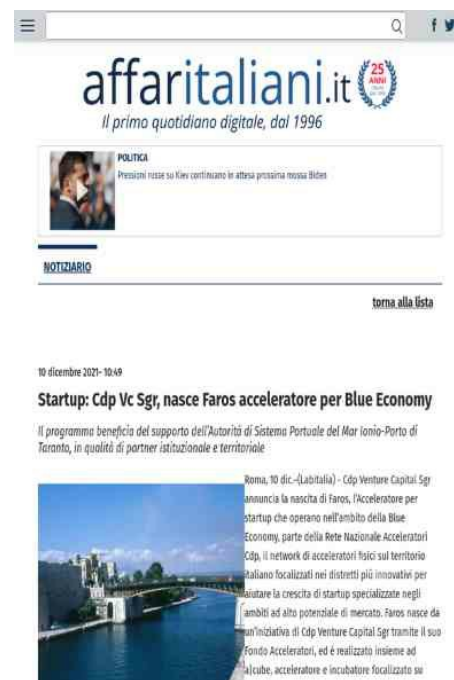 affaritaliani.it
25
ANNI
Il primo quotidiano digitale, dal 1996
POLITICA
Pressioni russe su Kiev continuano in attesa prossima mossa Biden
NOTIZIARIO
torna alla lista
10 dicembre 2021- 10:49
Startup: Cdp Vc Sgr, nasce Faros acceleratore per Blue Economy
Il programma beneficia del supporto dell'Autorità di Sistema Portuale del Mar Ionio-Porto di
Taranto, in qualità di partner istituzionale e territoriale
Roma, 10 dic.-(Labitalia) - Cdp Venture Capital Sgr
annuncia la nascita di Faros, l'Acceleratore per
startup che operano nell'ambito della Blue
Economy, parte della Rete Nazionale Acceleratori
Cdp, il network di acceleratori fisici sul territorio
italiano focalizzati nei distretti più innovativi per
aiutare la crescita di startup specializzate negli
ambiti ad alto potenziale di mercato. Faros nasce da
un'iniziativa di Cdp Venture Capital Sgr tramite il suo
Fondo Acceleratori, ed è realizzato insieme ad
a|cube, acceleratore e incubatore focalizzato su